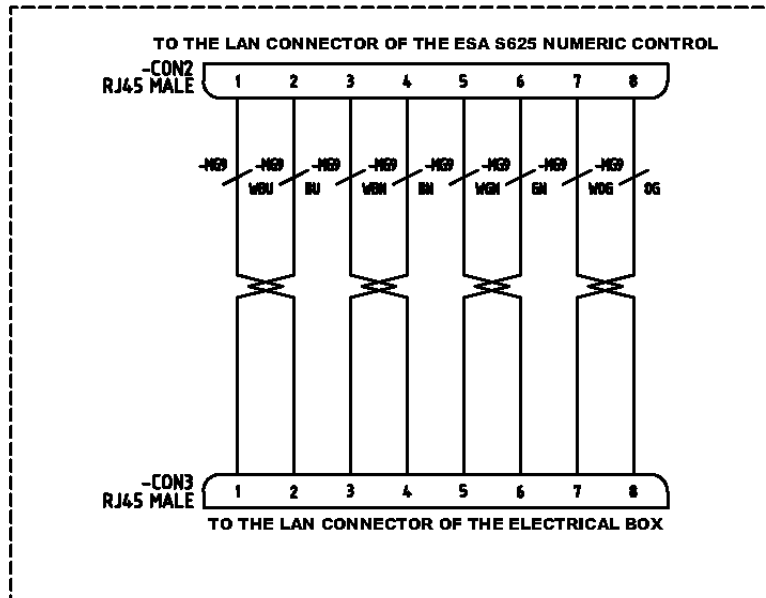 TO THE LAN CONNECTOR OF THE ESA S625 NUMERIC CONTROL
-CON2
RJ45 MALE
1 2 3 4 5 6 7 8
-MG9 -MG9 -MG9 -MG9 -MG9 -MG9 -MG9 -MG9
WBU BU WBN BN WGN GN WOG OG
-CON3
RJ45 MALE
1 2 3 4 5 6 7 8
TO THE LAN CONNECTOR OF THE ELECTRICAL BOX